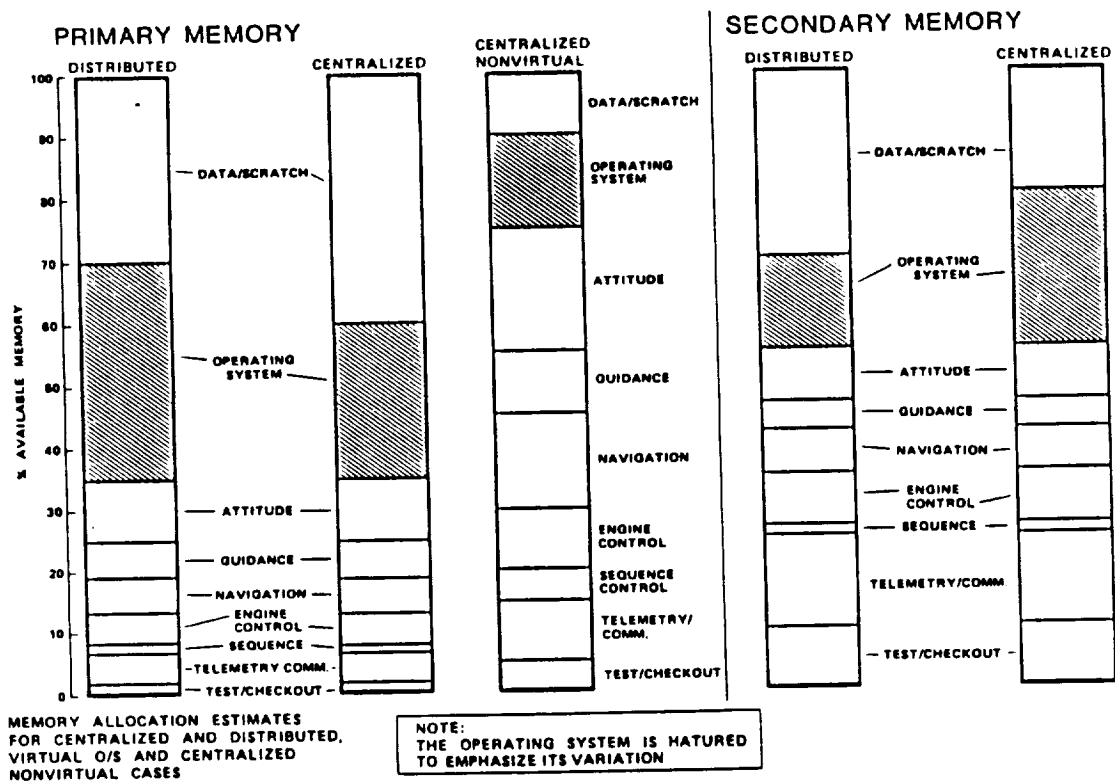 PRIMARY MEMORY
SECONDARY MEMORY
DISTRIBUTED
CENTRALIZED
CENTRALIZED
NONVIRTUAL
DISTRIBUTED
CENTRALIZED
% AVAILABLE MEMORY
100
90
80
70
60
50
40
30
20
10
0
DATA/SCRATCH
OPERATING
SYSTEM
ATTITUDE
GUIDANCE
NAVIGATION
ENGINE
CONTROL
SEQUENCE
TELEMETRY COMM.
TEST/CHECKOUT
DATA/SCRATCH
OPERATING
SYSTEM
ATTITUDE
GUIDANCE
NAVIGATION
ENGINE
CONTROL
SEQUENCE
CONTROL
TELEMETRY/
COMM.
TEST/CHECKOUT
DATA/SCRATCH
OPERATING
SYSTEM
ATTITUDE
GUIDANCE
NAVIGATION
ENGINE
CONTROL
SEQUENCE
TELEMETRY/COMM.
TEST/CHECKOUT
MEMORY ALLOCATION ESTIMATES
FOR CENTRALIZED AND DISTRIBUTED,
VIRTUAL O/S AND CENTRALIZED
NONVIRTUAL CASES
NOTE:
THE OPERATING SYSTEM IS HATURED
TO EMPHASIZE ITS VARIATION